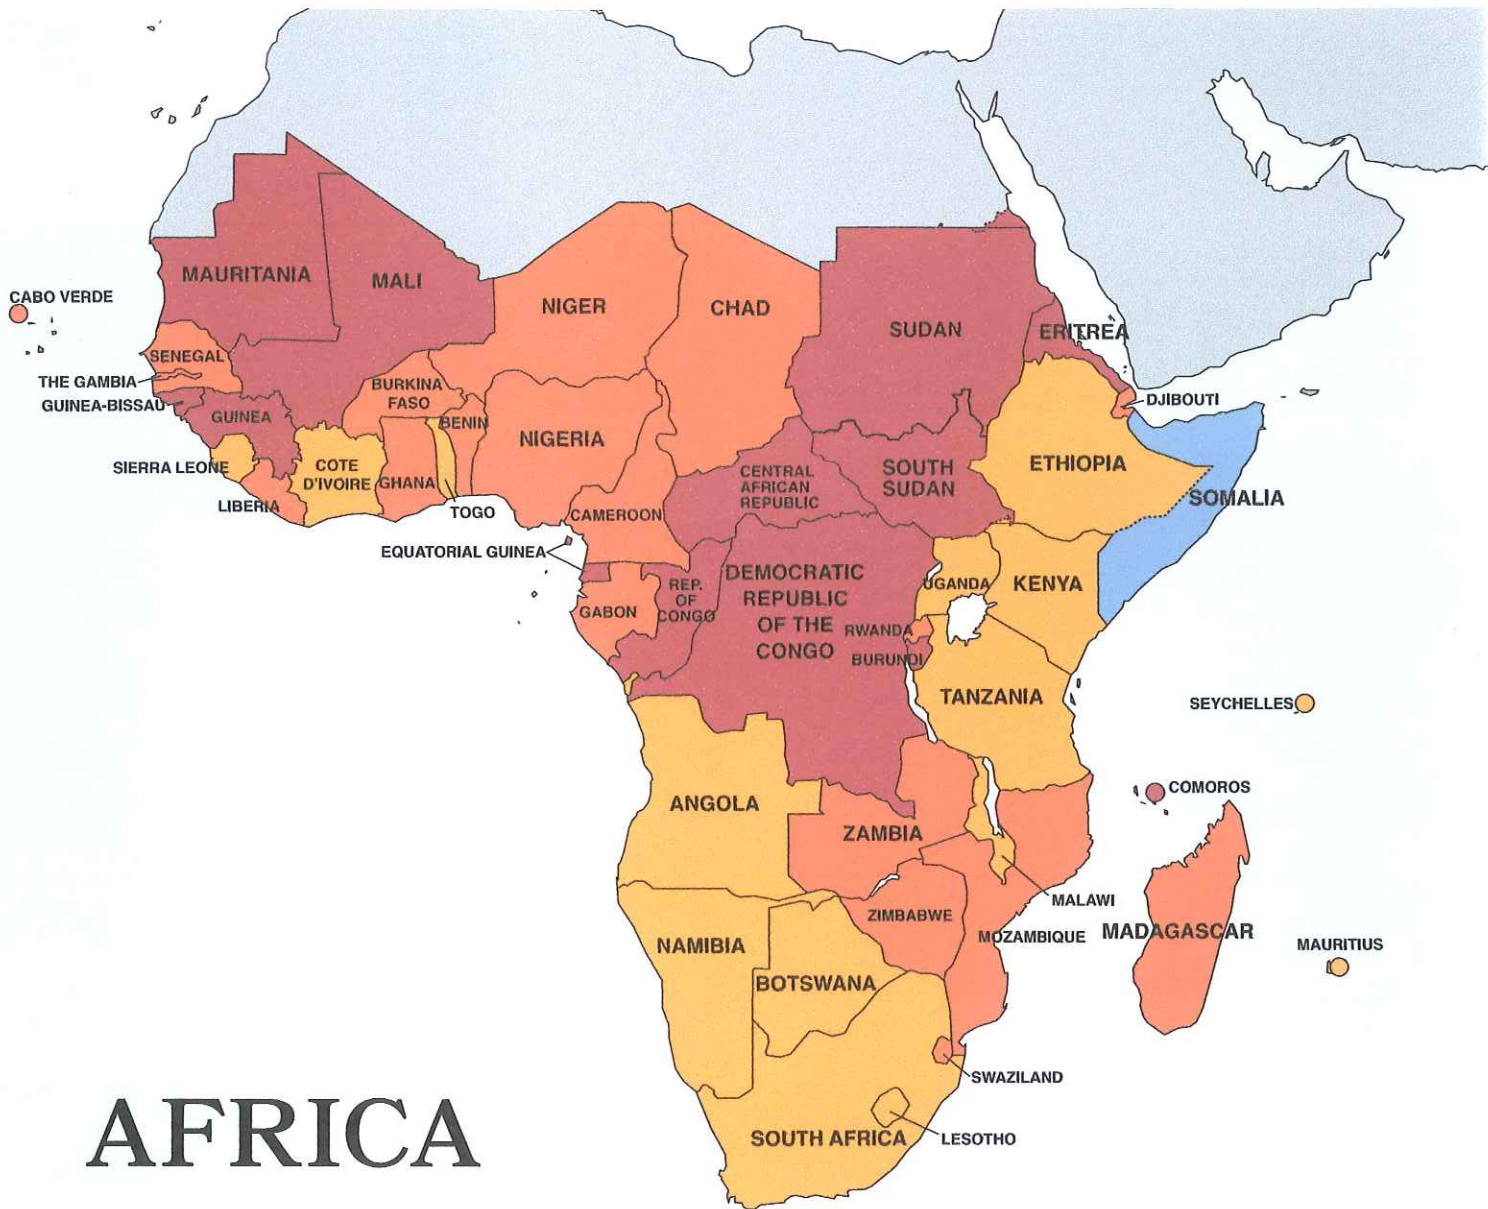 MAURITANIA
MALI
CABO VERDE
NIGER
CHAD
SUDAN
ERITREA
SENEGAL
THE GAMBIA
GUINEA-BISSAU
GUINEA
BURKINA
FASO
BENIN
NIGERIA
DJIBOUTI
SIERRA LEONE
COTE
D'IVOIRE
GHANA
LIBERIA
TOGO
CAMEROON
CENTRAL
AFRICAN
REPUBLIC
SOUTH
SUDAN
ETHIOPIA
SOMALIA
EQUATORIAL GUINEA
GABON
REP.
OF
CONGO
DEMOCRATIC
REPUBLIC
OF THE
CONGO
UGANDA
KENYA
RWANDA
BURUNDI
TANZANIA
SEYCHELLES
COMOROS
ANGOLA
ZAMBIA
MALAWI
ZIMBABWE
MOZAMBIQUE
MADAGASCAR
MAURITIUS
NAMIBIA
BOTSWANA
SWAZILAND
SOUTH AFRICA
LESOTHO
AFRICA